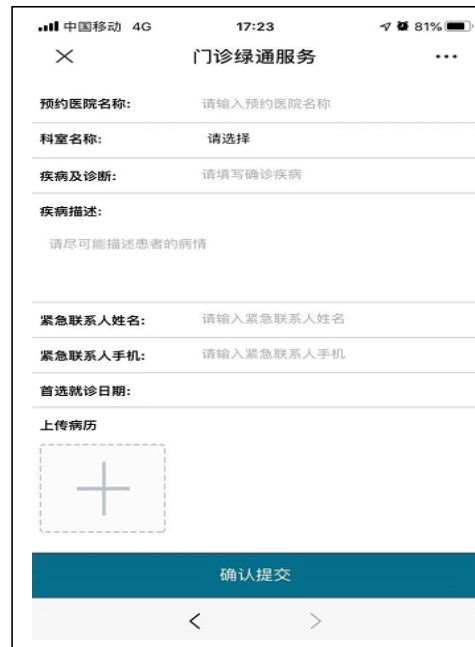 中国移动 4G 17:23 81%
门诊绿通服务
预约医院名称: 请输入预约医院名称
科室名称: 请选择
疾病及诊断: 请填写确诊疾病
疾病描述:
请尽可能描述患者的病情
紧急联系人姓名: 请输入紧急联系人姓名
紧急联系人手机: 请输入紧急联系人手机
首选就诊日期:
上传病历
确认提交